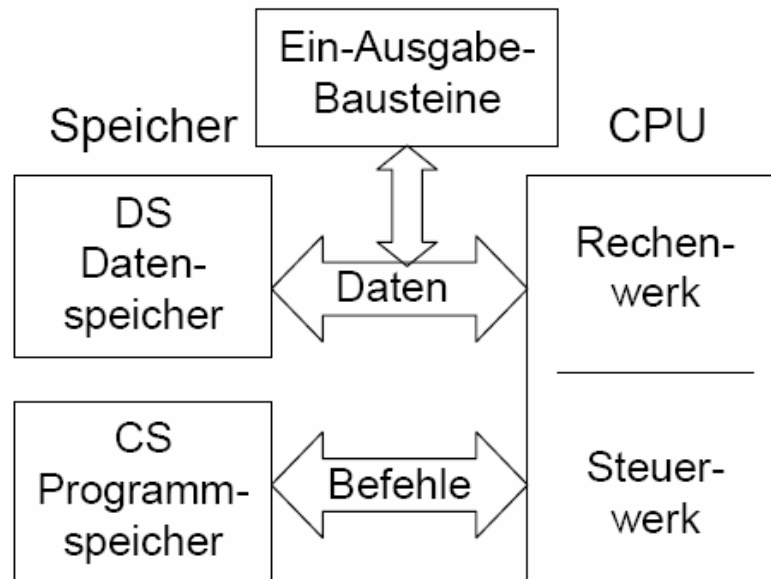 Ein-Ausgabe-
Bausteine
Speicher
CPU
DS
Daten-
speicher
Daten
Rechen-
werk
CS
Programm-
speicher
Befehle
Steuer-
werk